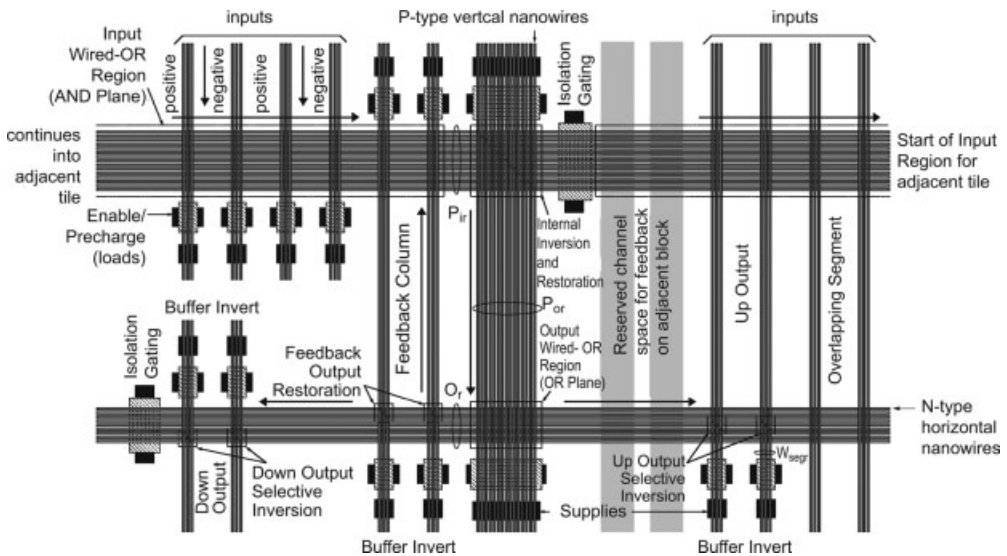 inputs
P-type vertcal nanowires
inputs
Input
Wired-OR
Region
(AND Plane)
positive
negative
positive
negative
Isolation
Gating
continues
into
adjacent
tile
Start of Input
Region for
adjacent tile
Enable/
Precharge
(loads)
Feedback Column
Pir
Internal
Inversion
and
Restoration
Por
Reserved channel
space for feedback
on adjacent block
Up Output
Overlapping Segment
Buffer Invert
Isolation
Gating
Feedback
Output
Restoration
Or
Output
Wired- OR
Region
(OR Plane)
N-type
horizontal
nanowires
Down
Output
Down Output
Selective
Inversion
Up Output
Selective
Inversion
Wsegr
Supplies
Buffer Invert
Buffer Invert